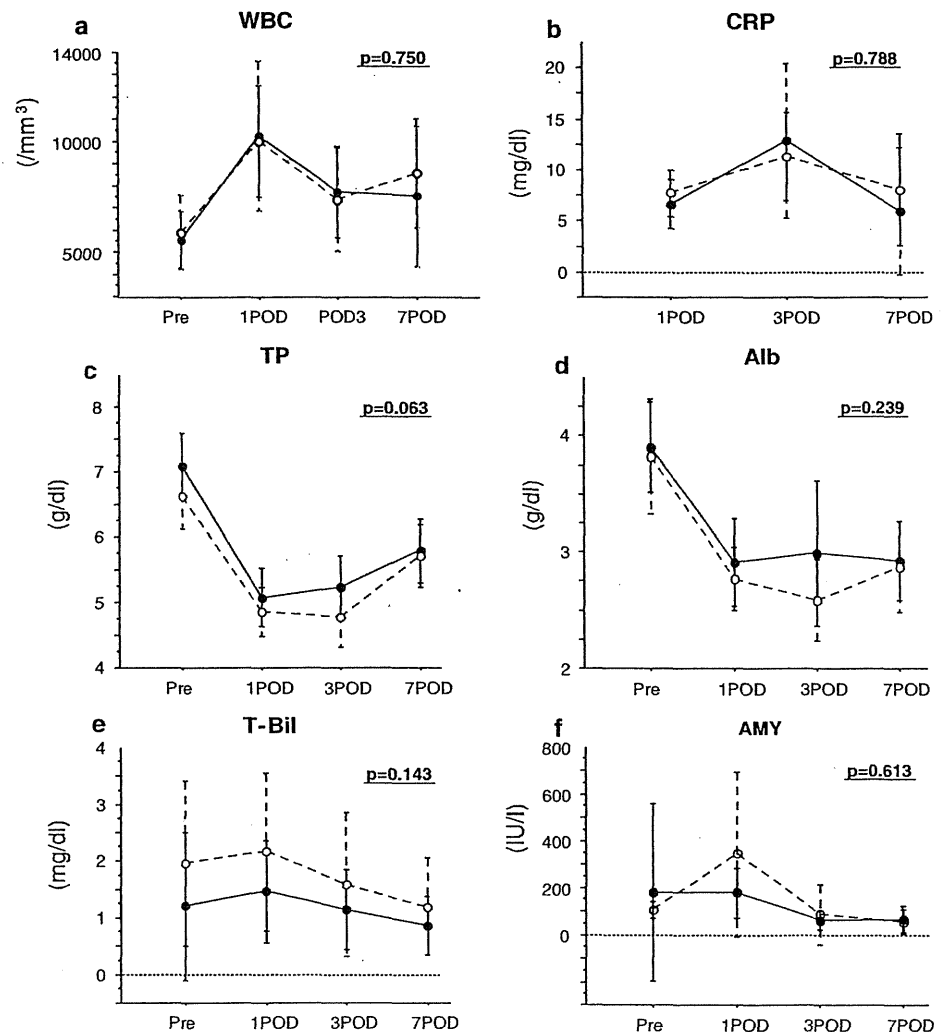 a
WBC
14000
10000
5000
(/mm³)
p=0.750
Pre
1POD
POD3
7POD
b
CRP
20
15
10
5
0
(mg/dl)
p=0.788
1POD
3POD
7POD
c
TP
8
7
6
5
4
(g/dl)
p=0.063
Pre
1POD
3POD
7POD
d
Alb
4
3
2
(g/dl)
p=0.239
Pre
1POD
3POD
7POD
e
T-Bil
4
3
2
1
0
(mg/dl)
p=0.143
Pre
1POD
3POD
7POD
f
AMY
800
600
400
200
0
(IU/l)
p=0.613
Pre
1POD
3POD
7POD